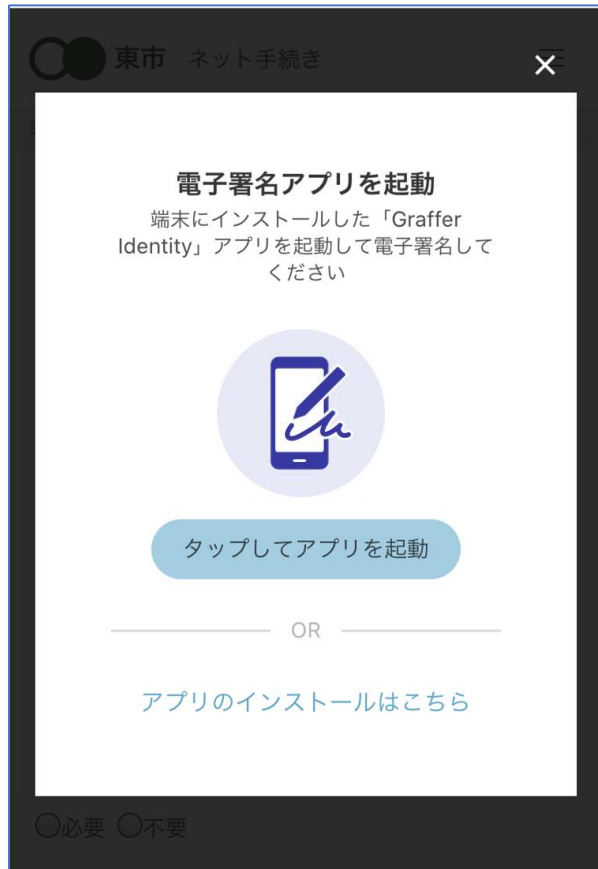 東市 ネット手続き
電子署名アプリを起動
端末にインストールした「Graffer
Identity」アプリを起動して電子署名して
ください
タップしてアプリを起動
OR
アプリのインストールはこちら
必要 不要